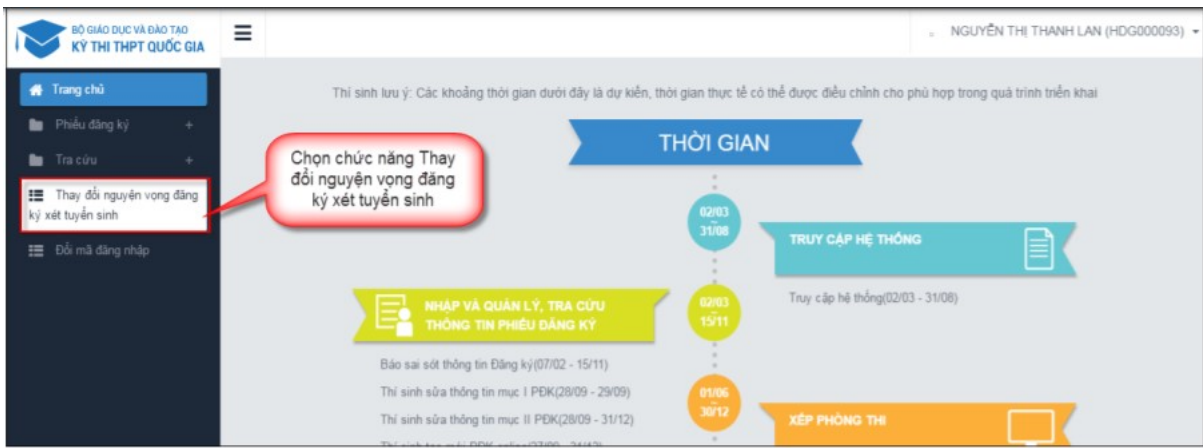 BỘ GIÁO DỤC VÀ ĐÀO TẠO
KỲ THI THPT QUỐC GIA
NGUYỄN THỊ THANH LAN (HDG000093)
Trang chủ
Phiếu đăng ký +
Tra cứu +
Thay đổi nguyện vọng đăng
ký xét tuyển sinh
Đổi mã đăng nhập
Chọn chức năng Thay
đổi nguyện vọng đăng
ký xét tuyển sinh
Thí sinh lưu ý: Các khoảng thời gian dưới đây là dự kiến, thời gian thực tế có thể được điều chỉnh cho phù hợp trong quá trình triển khai
THỜI GIAN
02/03
31/08
TRUY CẬP HỆ THỐNG
Truy cập hệ thống(02/03 - 31/08)
NHẬP VÀ QUẢN LÝ, TRA CỨU
THÔNG TIN PHIẾU ĐĂNG KÝ
02/03
15/11
Báo sai sót thông tin Đăng ký(07/02 - 15/11)
Thí sinh sửa thông tin mục I PĐK(28/09 - 29/09)
Thí sinh sửa thông tin mục II PĐK(28/09 - 31/12)
01/06
30/12
XẾP PHÒNG THI